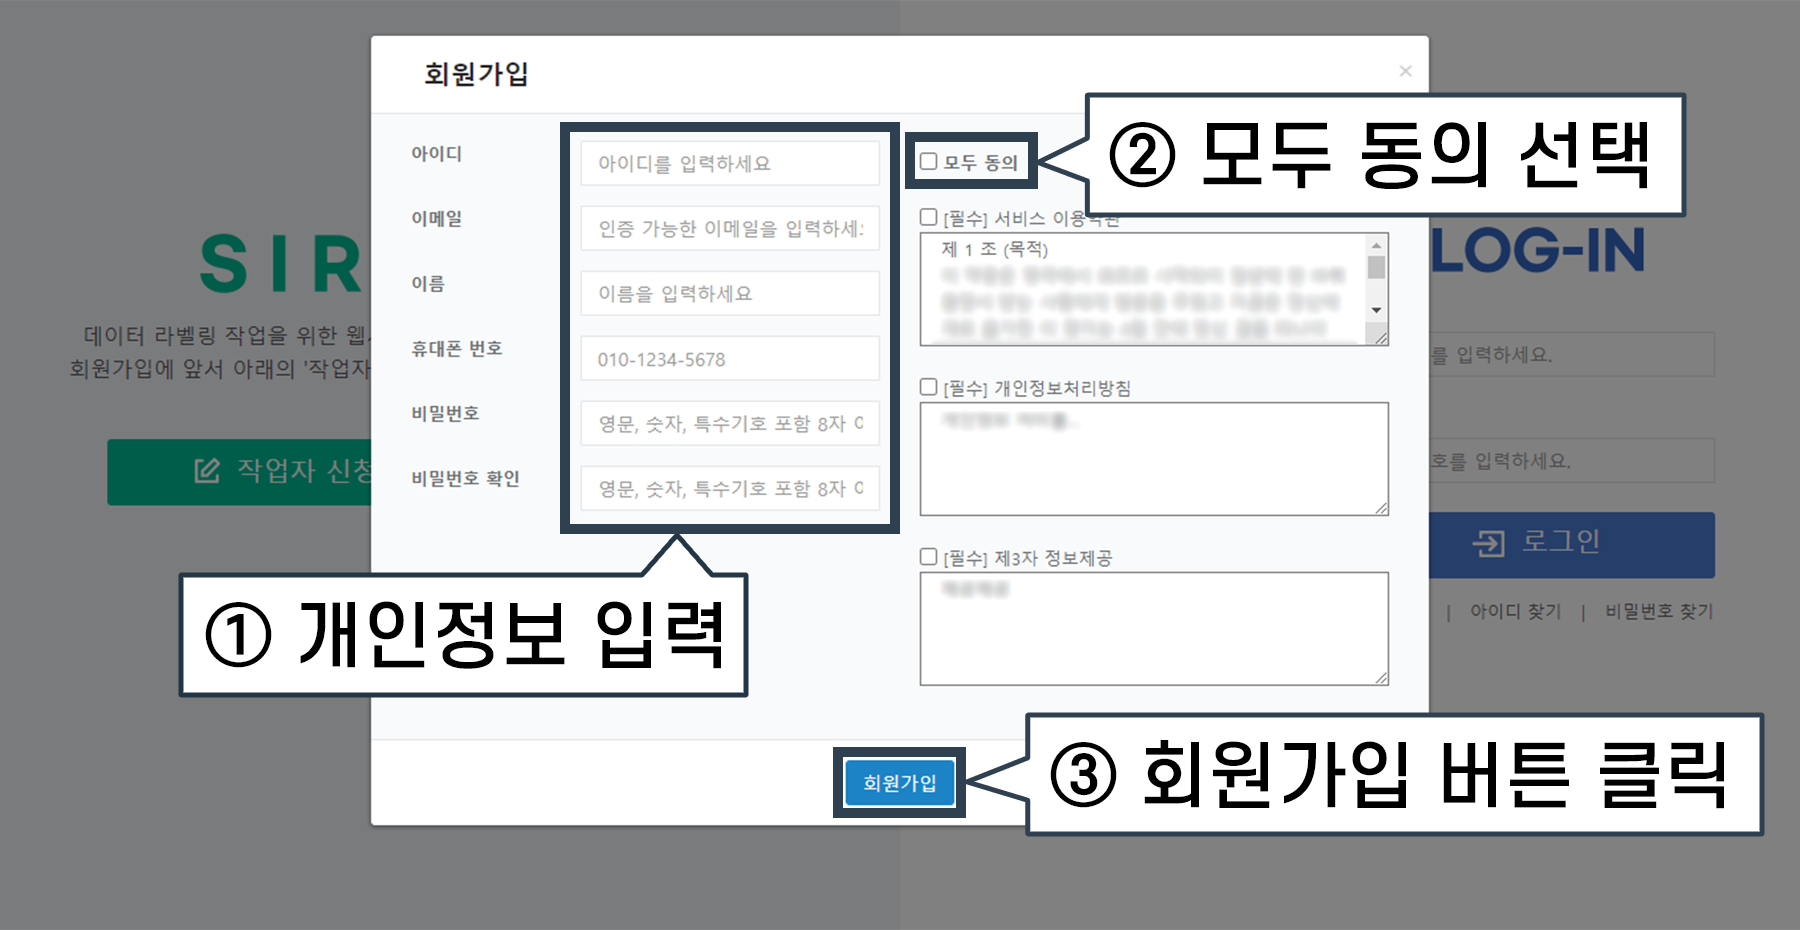 회원가입
×
아이디
아이디를 입력하세요
이메일
인증 가능한 이메일을 입력하세
이름
이름을 입력하세요
휴대폰 번호
010-1234-5678
비밀번호
영문, 숫자, 특수기호 포함 8자
비밀번호 확인
영문, 숫자, 특수기호 포함 8자
① 개인정보 입력
모두 동의
② 모두 동의 선택
[필수] 서비스 이용약관
제 1 조 (목적)
[필수] 개인정보처리방침
[필수] 제3자 정보제공
회원가입
③ 회원가입 버튼 클릭
SIR
데이터 라벨링 작업을 위한
회원가입에 앞서 아래의 '작업자
작업자 신청
LOG-IN
를 입력하세요.
호를 입력하세요.
로그인
| 아이디 찾기 | 비밀번호 찾기